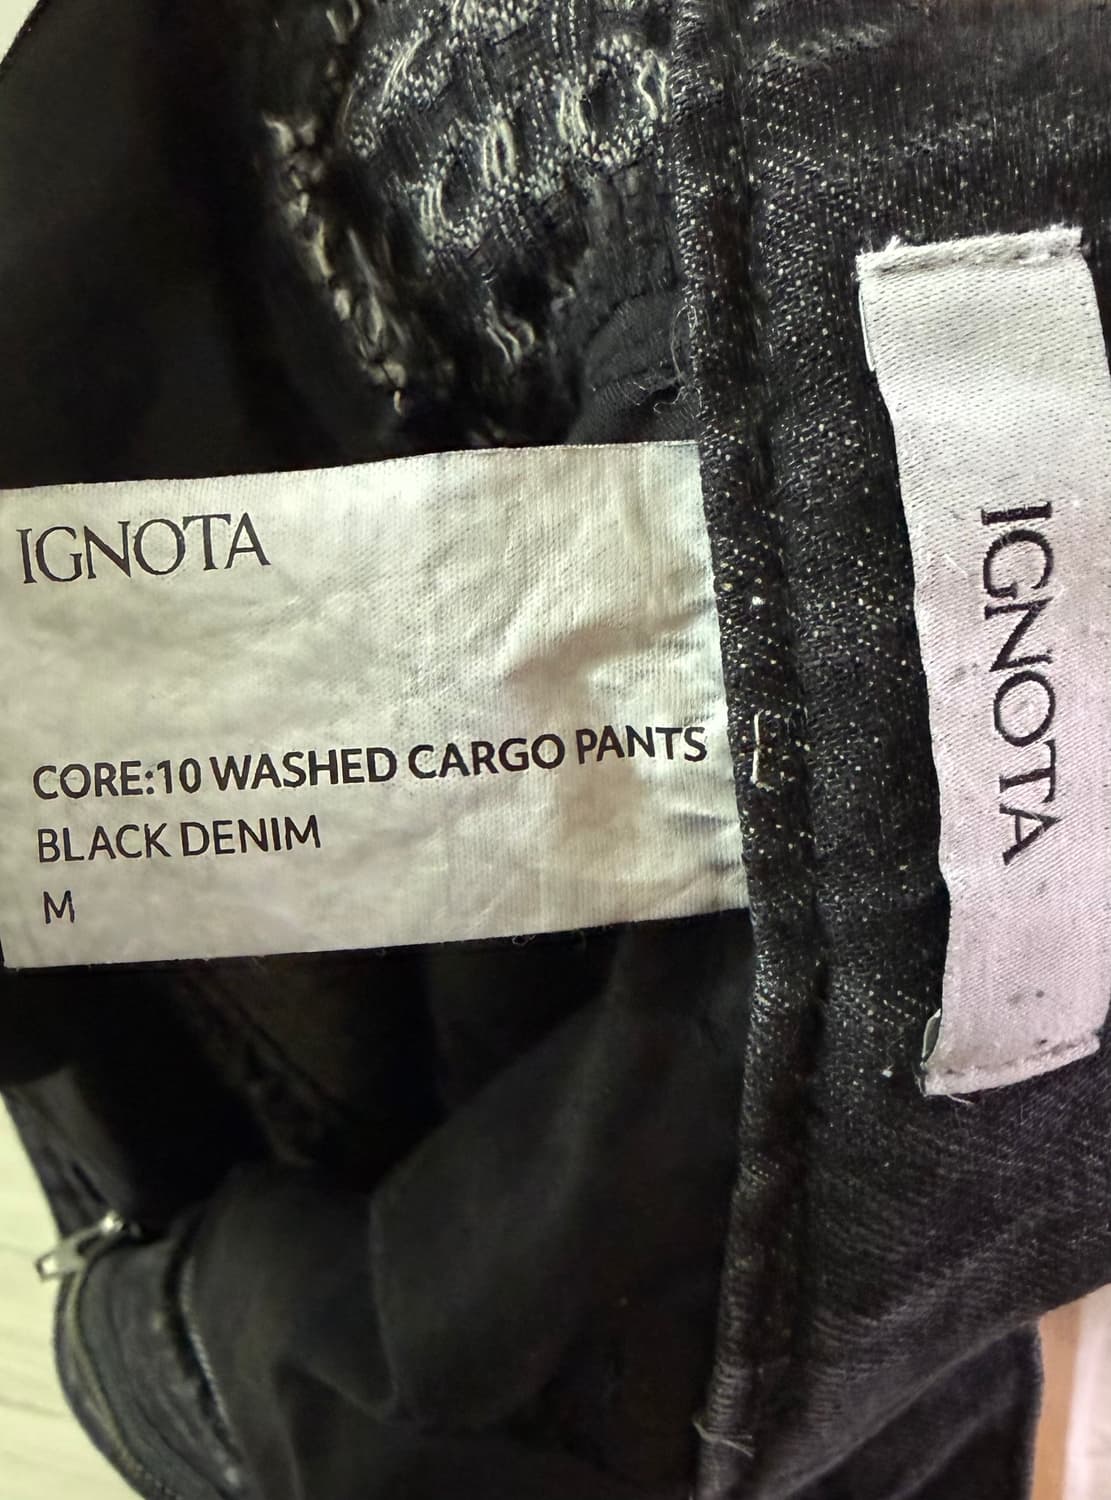 IGNOTA
CORE:10 WASHED CARGO PANTS
BLACK DENIM
M
IGNOTA